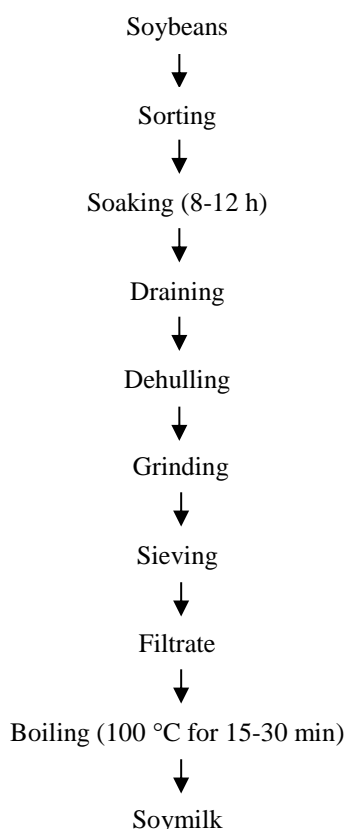 Soybeans
Sorting
Soaking (8-12 h)
Draining
Dehulling
Grinding
Sieving
Filtrate
Boiling (100 °C for 15-30 min)
Soymilk